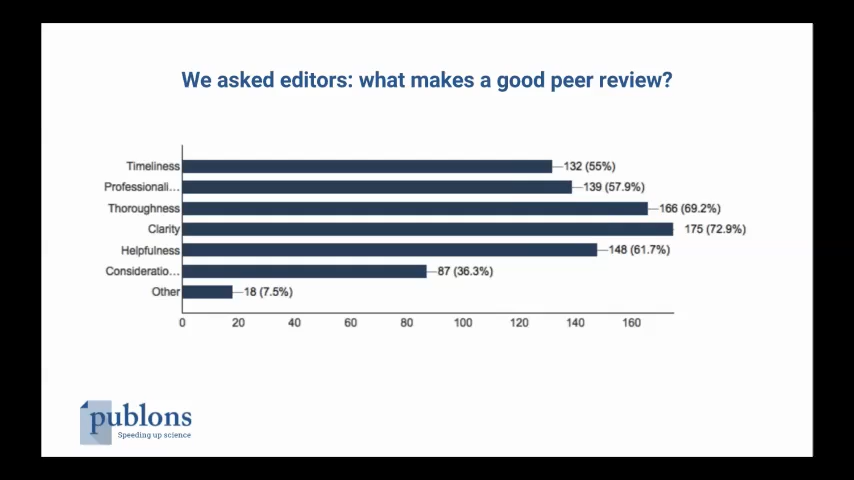 We asked editors: what makes a good peer review?
Timeliness 132 (55%)
Professionali... 139 (57.9%)
Thoroughness 166 (69.2%)
Clarity 175 (72.9%)
Helpfulness 148 (61.7%)
Consideratio... 87 (36.3%)
Other 18 (7.5%)
0 20 40 60 80 100 120 140 160
publons
Speeding up science